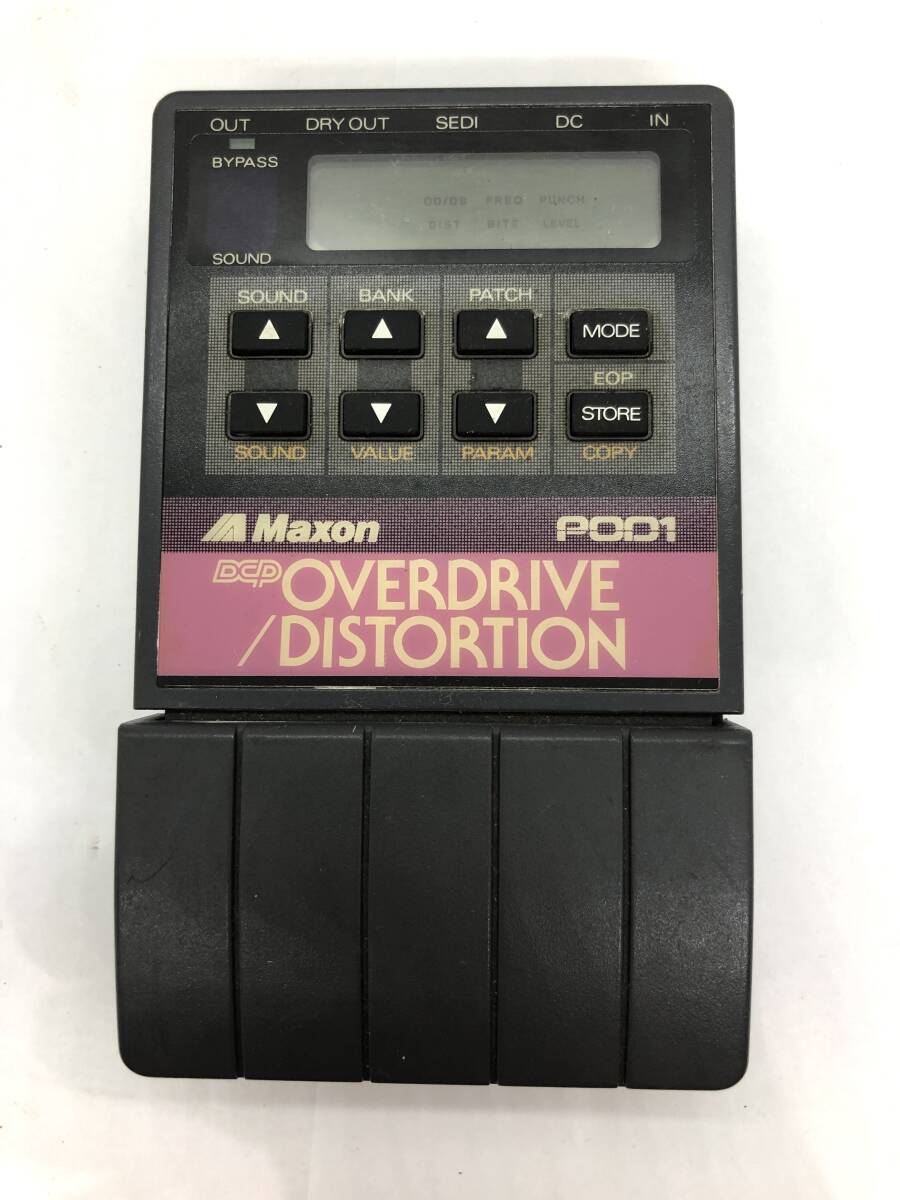 OUT DRY OUT SEDI DC IN
BYPASS
OD/DS FREQ PUNCH
DIST BITE LEVEL
SOUND
SOUND BANK PATCH
▲ ▲ ▲ MODE
EOP
▼ ▼ ▼ STORE
SOUND VALUE PARAM COPY
Maxon POD1
DCP OVERDRIVE
/DISTORTION